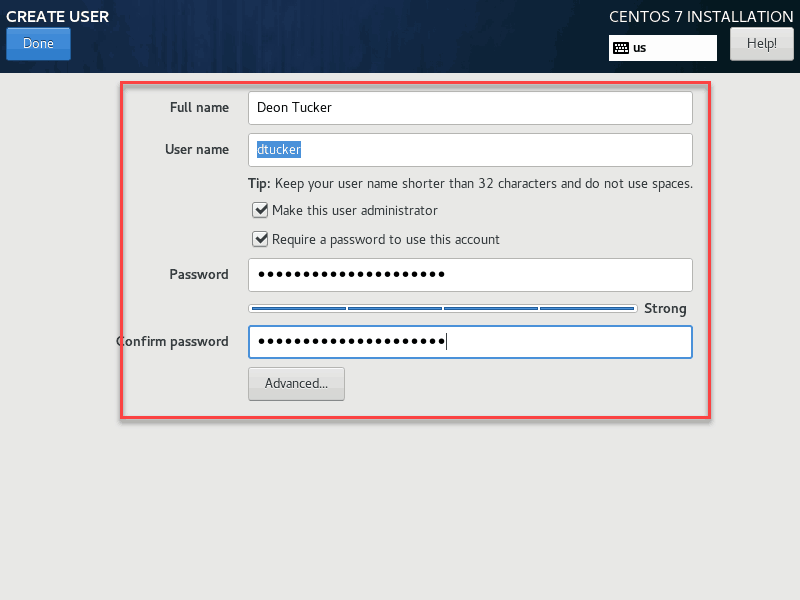 CREATE USER
CENTOS 7 INSTALLATION
Done
us
Help!
Full name
Deon Tucker
User name
dtucker
Tip: Keep your user name shorter than 32 characters and do not use spaces.
Make this user administrator
Require a password to use this account
Password
●●●●●●●●●●●●●●●●●●●●●
Strong
Confirm password
●●●●●●●●●●●●●●●●●●●●●
Advanced...